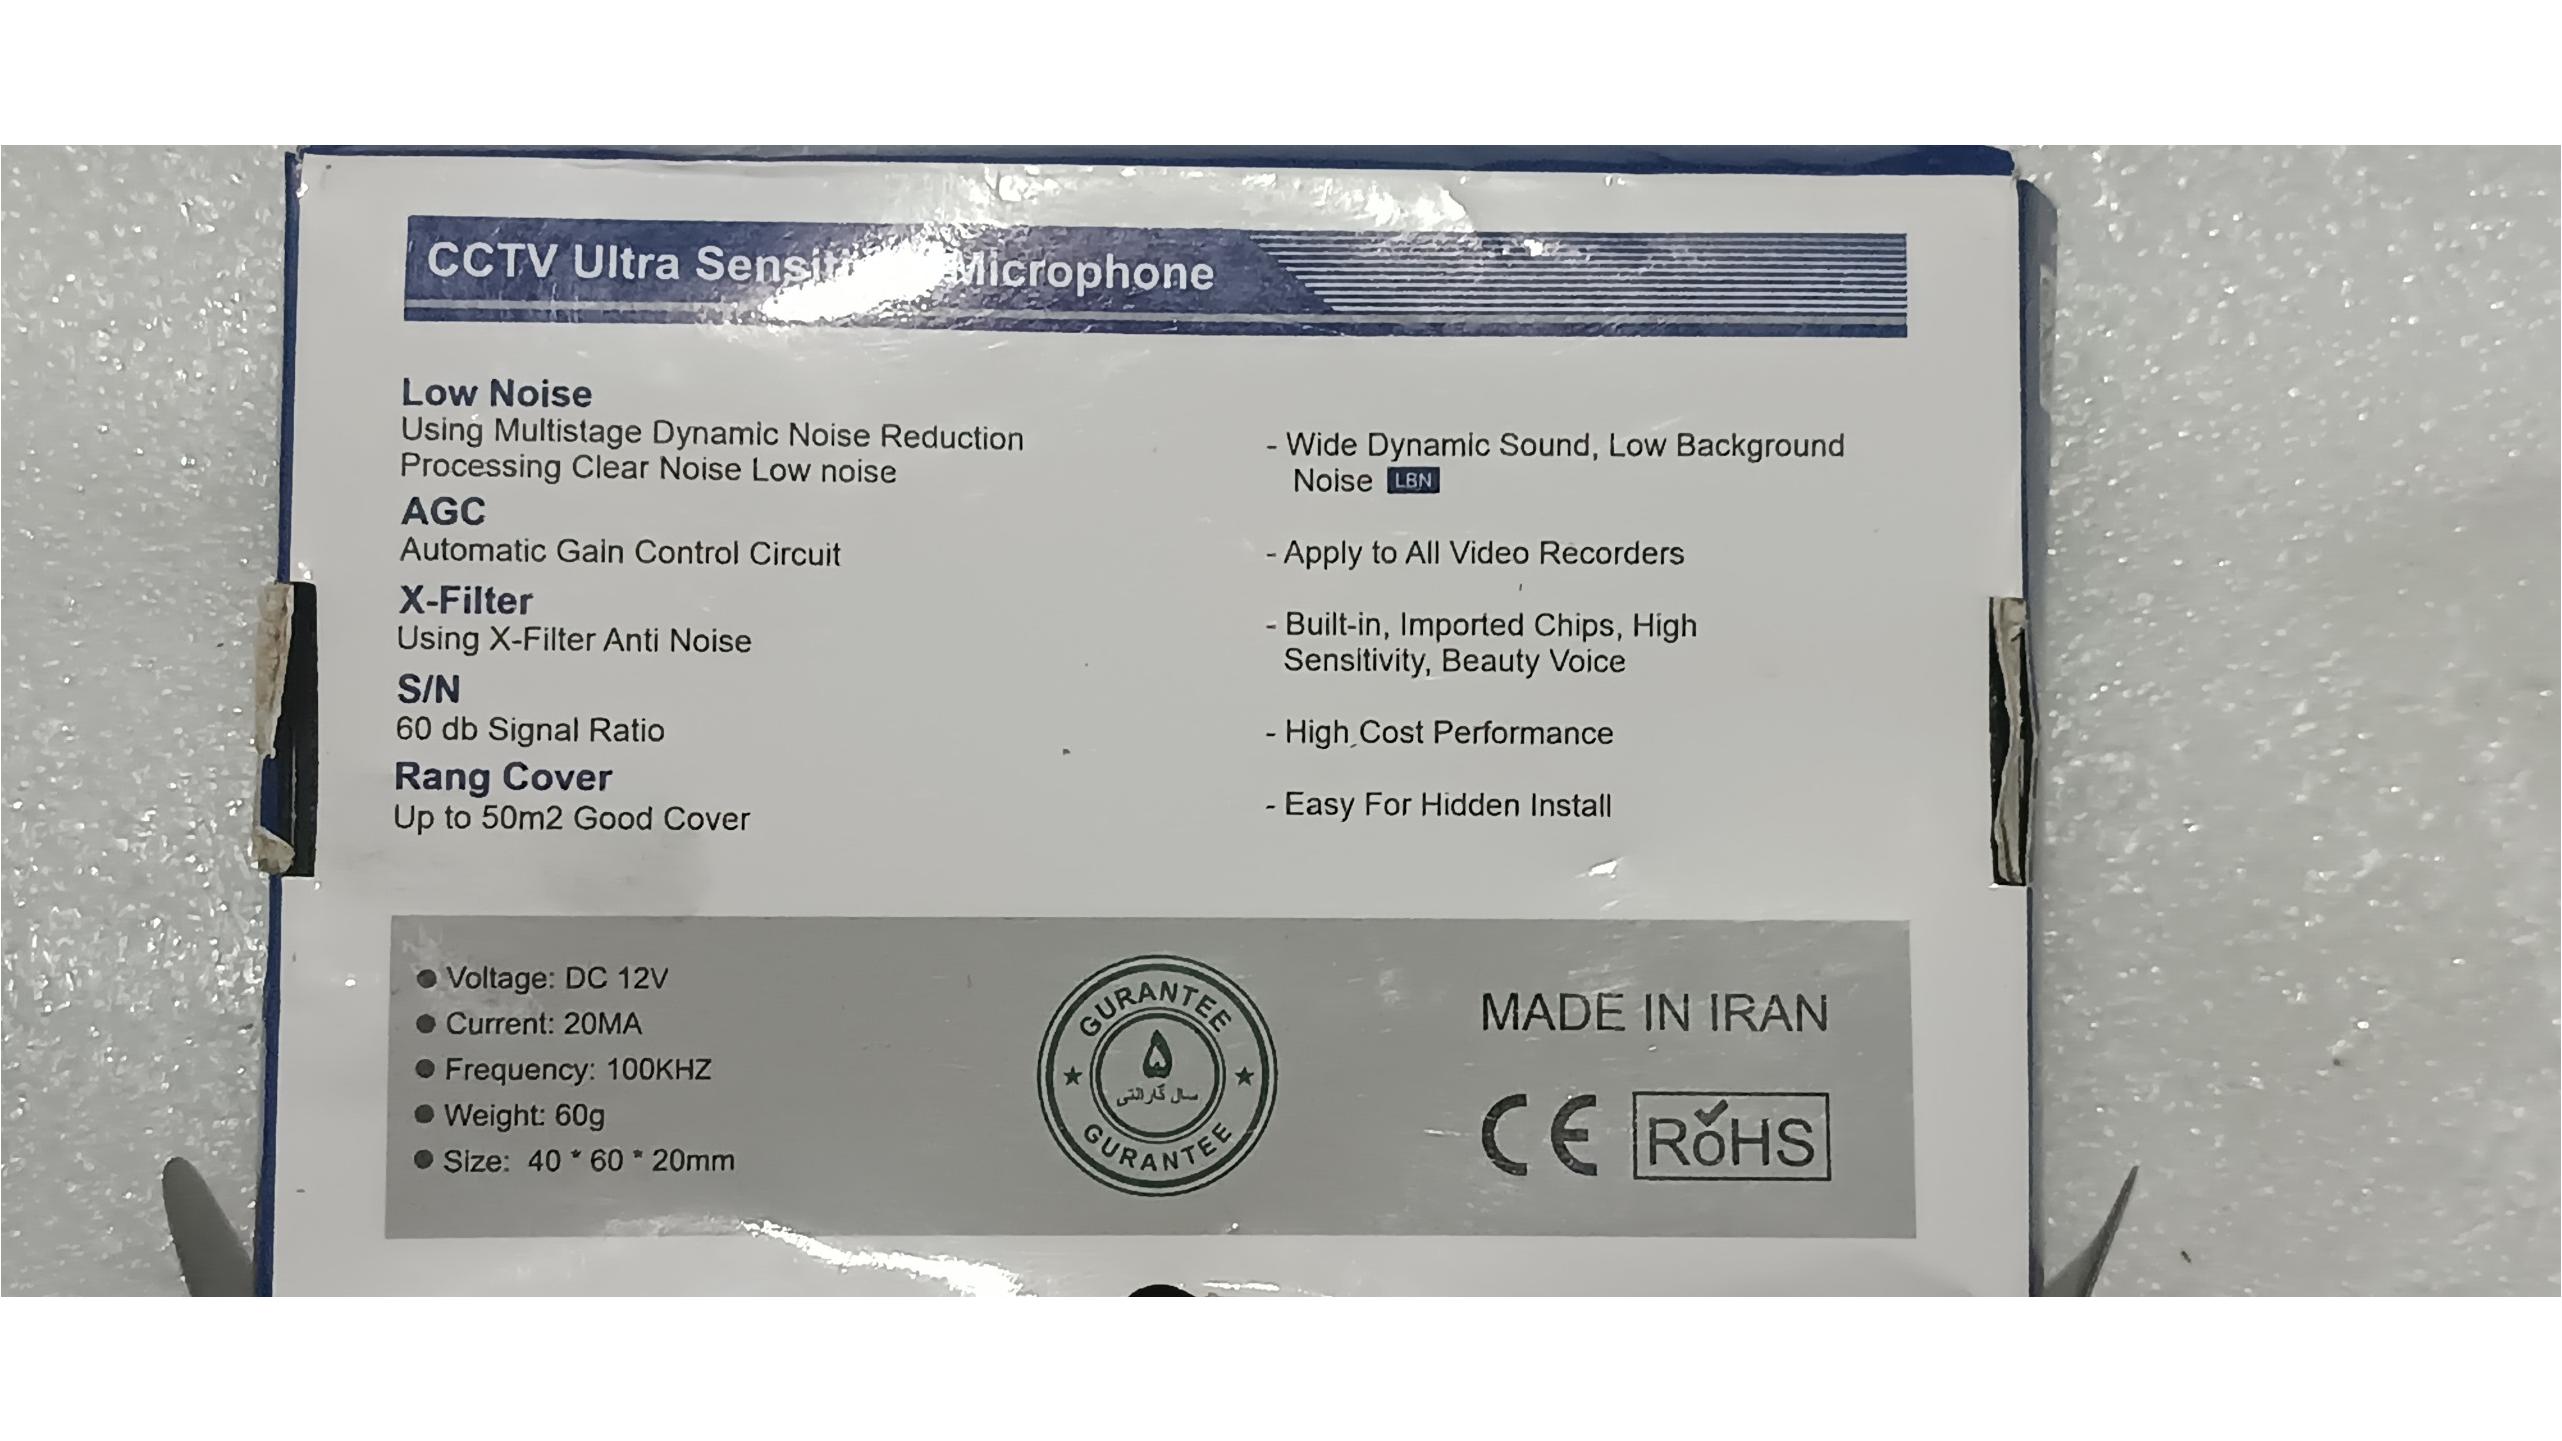 CCTV Ultra Microphone
Low Noise
Using Multistage Dynamic Noise Reduction
Processing Clear Noise Low noise
AGC
Automatic Gain Control Circuit
X-Filter
Using X-Filter Anti Noise
S/N
60 db Signal Ratio
Rang Cover
Up to 50m2 Good Cover
- Wide Dynamic Sound, Low Background
Noise LBN
- Apply to All Video Recorders
- Built-in, Imported Chips, High
Sensitivity, Beauty Voice
- High Cost Performance
- Easy For Hidden Install
● Voltage: DC 12V
● Current: 20MA
● Frequency: 100KHZ
● Weight: 60g
● Size: 40 * 60 * 20mm
GURANTEE
۵
سال گارانتی
GURANTEE
MADE IN IRAN
CE RoHS